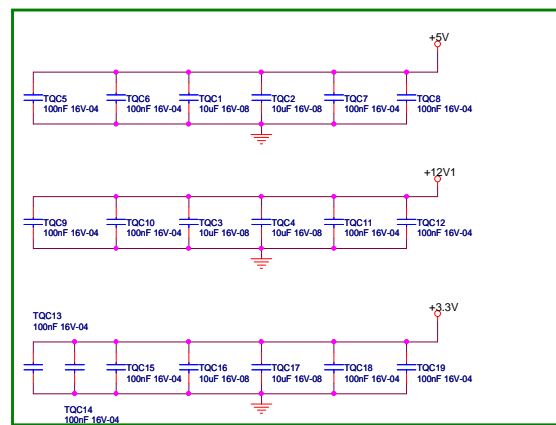 +5V
TQC5
100nF 16V-04
TQC6
100nF 16V-04
TQC1
10uF 16V-08
TQC2
10uF 16V-08
TQC7
100nF 16V-04
TQC8
100nF 16V-04
+12V1
TQC9
100nF 16V-04
TQC10
100nF 16V-04
TQC3
10uF 16V-08
TQC4
10uF 16V-08
TQC11
100nF 16V-04
TQC12
100nF 16V-04
+3.3V
TQC13
100nF 16V-04
TQC15
100nF 16V-04
TQC16
10uF 16V-08
TQC17
10uF 16V-08
TQC18
100nF 16V-04
TQC19
100nF 16V-04
TQC14
100nF 16V-04